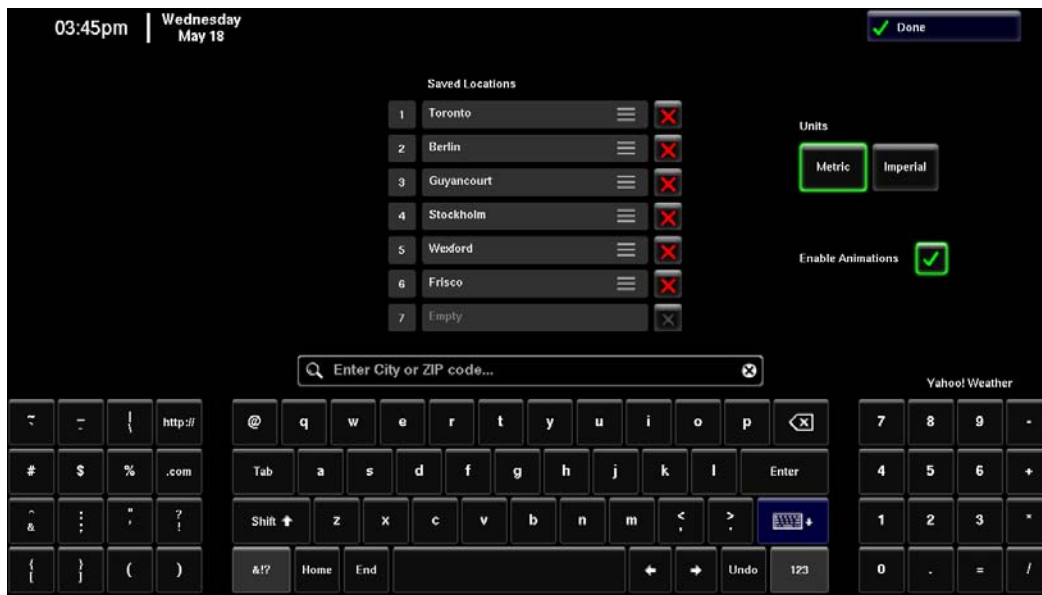 03:45pm
Wednesday
May 18
Done
Saved Locations
1 Toronto
2 Berlin
3 Guyancourt
4 Stockholm
5 Wexford
6 Frisco
7 Empty
Units
Metric Imperial
Enable Animations
Enter City or ZIP code...
Yahoo! Weather
~ _ | http:// @ q w e r t y u i o p 7 8 9 -
\
# $ % .com Tab a s d f g h j k l Enter 4 5 6 +
^ : " ? Shift z x c v b n m < > 1 2 3 *
& ; ' ! , .
{ } ( ) &!? Home End Undo 123 0 . = /
[ ]